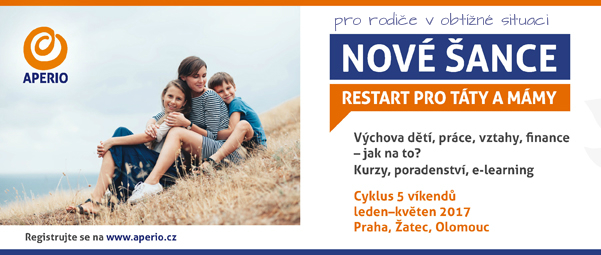 APERIO
pro rodiče v obtížné situaci
NOVÉ ŠANCE
RESTART PRO TÁTY A MÁMY
Výchova dětí, práce, vztahy, finance
– jak na to?
Kurzy, poradenství, e-learning
Cyklus 5 víkendů
leden–květen 2017
Praha, Žatec, Olomouc
Registrujte se na www.aperio.cz